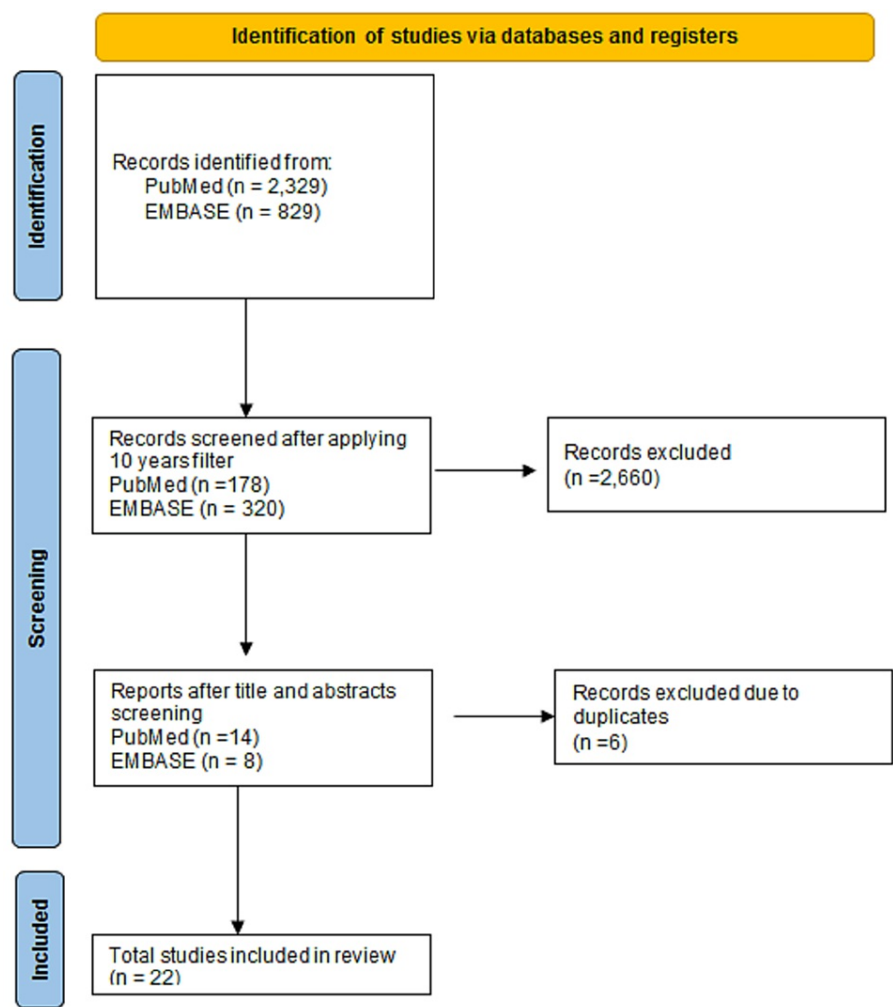 Identification of studies via databases and registers
Identification
Records identified from:
PubMed (n = 2,329)
EMBASE (n = 829)
Screening
Records screened after applying
10 years filter
PubMed (n =178)
EMBASE (n = 320)
Records excluded
(n =2,660)
Reports after title and abstracts
screening
PubMed (n =14)
EMBASE (n = 8)
Records excluded due to
duplicates
(n =6)
Included
Total studies included in review
(n = 22)